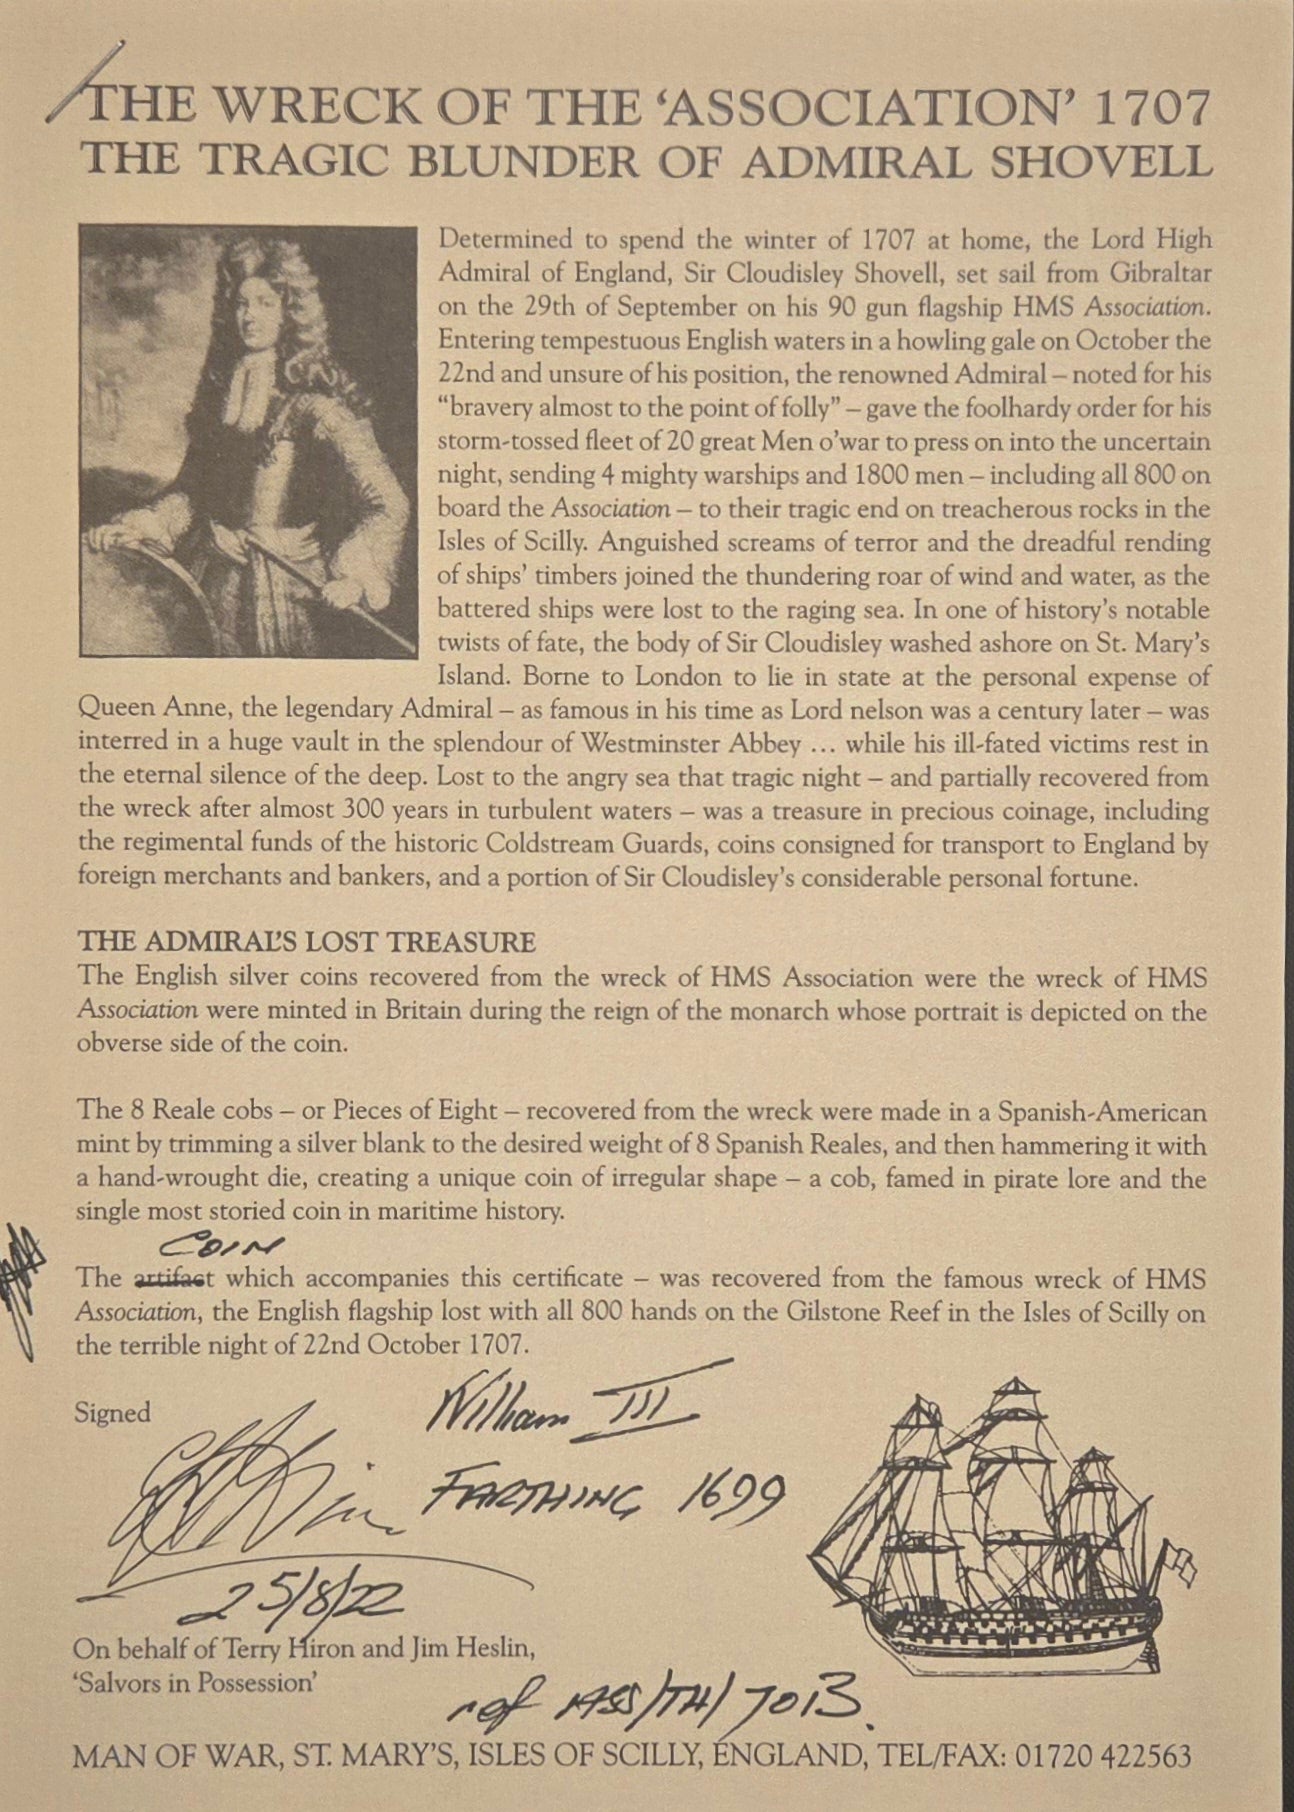 THE WRECK OF THE ‘ASSOCIATION’ 1707
THE TRAGIC BLUNDER OF ADMIRAL SHOVELL
Determined to spend the winter of 1707 at home, the Lord High
Admiral of England, Sir Cloudisley Shovell, set sail from Gibraltar
on the 29th of September on his 90 gun flagship HMS Association.
Entering tempestuous English waters in a howling gale on October the
22nd and unsure of his position, the renowned Admiral – noted for his
“bravery almost to the point of folly” – gave the foolhardy order for his
storm-tossed fleet of 20 great Men o’war to press on into the uncertain
night, sending 4 mighty warships and 1800 men – including all 800 on
board the Association – to their tragic end on treacherous rocks in the
Isles of Scilly. Anguished screams of terror and the dreadful rending
of ships’ timbers joined the thundering roar of wind and water, as the
battered ships were lost to the raging sea. In one of history’s notable
twists of fate, the body of Sir Cloudisley washed ashore on St. Mary’s
Island. Borne to London to lie in state at the personal expense of
Queen Anne, the legendary Admiral – as famous in his time as Lord nelson was a century later – was
interred in a huge vault in the splendour of Westminster Abbey ... while his ill-fated victims rest in
the eternal silence of the deep. Lost to the angry sea that tragic night – and partially recovered from
the wreck after almost 300 years in turbulent waters – was a treasure in precious coinage, including
the regimental funds of the historic Coldstream Guards, coins consigned for transport to England by
foreign merchants and bankers, and a portion of Sir Cloudisley’s considerable personal fortune.
THE ADMIRAL’S LOST TREASURE
The English silver coins recovered from the wreck of HMS Association were the wreck of HMS
Association were minted in Britain during the reign of the monarch whose portrait is depicted on the
obverse side of the coin.
The 8 Reale cobs – or Pieces of Eight – recovered from the wreck were made in a Spanish-American
mint by trimming a silver blank to the desired weight of 8 Spanish Reales, and then hammering it with
a hand-wrought die, creating a unique coin of irregular shape – a cob, famed in pirate lore and the
single most storied coin in maritime history.
COIN
The artifact which accompanies this certificate – was recovered from the famous wreck of HMS
Association, the English flagship lost with all 800 hands on the Gilstone Reef in the Isles of Scilly on
the terrible night of 22nd October 1707.
Signed
William III
FARTHING 1699
25/8/22
On behalf of Terry Hiron and Jim Heslin,
‘Salvors in Possession’
ref ASS/TH/701B.
MAN OF WAR, ST. MARY’S, ISLES OF SCILLY, ENGLAND, TEL/FAX: 01720 422563